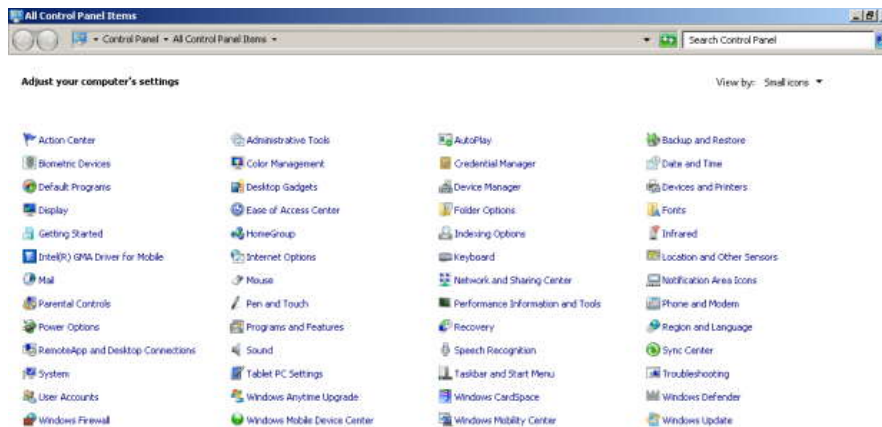 All Control Panel Items
Control Panel All Control Panel Items Search Control Panel
Adjust your computer's settings View by: Small icons
Action Center Administrative Tools AutoPlay Backup and Restore
Biometric Devices Color Management Credential Manager Date and Time
Default Programs Desktop Gadgets Device Manager Devices and Printers
Display Ease of Access Center Folder Options Fonts
Getting Started HomeGroup Indexing Options Infrared
Intel(R) GMA Driver for Mobile Internet Options Keyboard Location and Other Sensors
Mail Mouse Network and Sharing Center Notification Area Icons
Parental Controls Pen and Touch Performance Information and Tools Phone and Modem
Power Options Programs and Features Recovery Region and Language
RemoteApp and Desktop Connections Sound Speech Recognition Sync Center
System Tablet PC Settings Taskbar and Start Menu Troubleshooting
User Accounts Windows Anytime Upgrade Windows CardSpace Windows Defender
Windows Firewall Windows Mobile Device Center Windows Mobility Center Windows Update